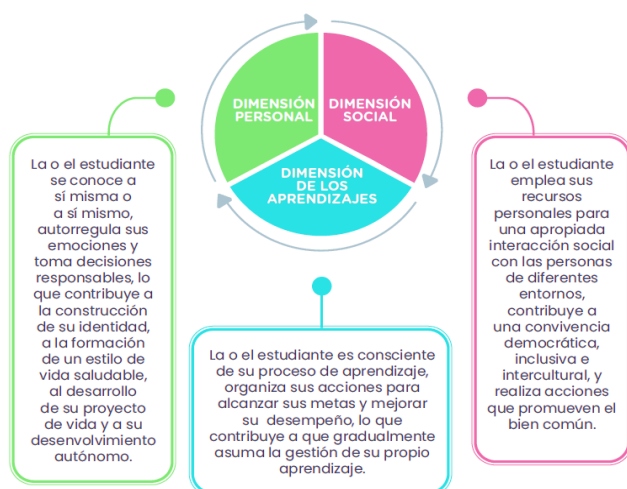 DIMENSIÓN
PERSONAL
DIMENSIÓN
SOCIAL
DIMENSIÓN
DE LOS
APRENDIZAJES
La o el estudiante
se conoce a
sí misma o
a sí mismo,
autorregula sus
emociones y
toma decisiones
responsables, lo
que contribuye a
la construcción
de su identidad,
a la formación
de un estilo de
vida saludable,
al desarrollo
de su proyecto
de vida y a su
desenvolvimiento
autónomo.
La o el estudiante es consciente
de su proceso de aprendizaje,
organiza sus acciones para
alcanzar sus metas y mejorar
su desempeño, lo que
contribuye a que gradualmente
asuma la gestión de su propio
aprendizaje.
La o el estudiante
emplea sus
recursos
personales para
una apropiada
interacción social
con las personas
de diferentes
entornos,
contribuye a
una convivencia
democrática,
inclusiva e
intercultural, y
realiza acciones
que promueven el
bien común.